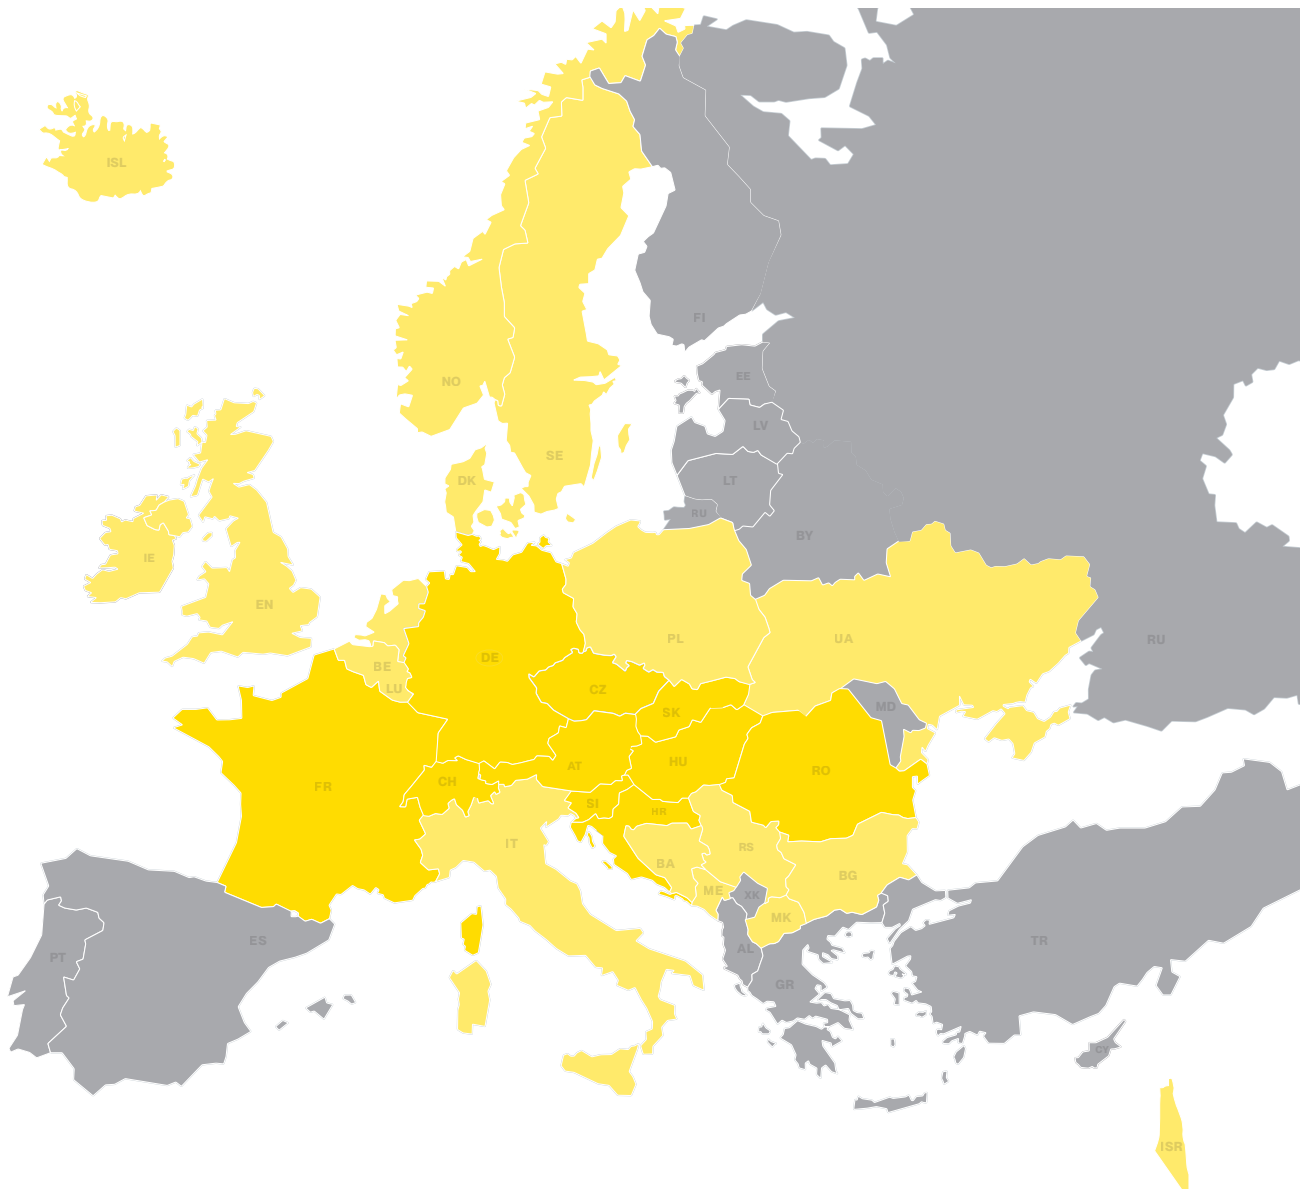 ISL
FI
NO
EE
LV
SE
DK
LT
RU
BY
IE
EN
PL
UA
RU
DE
BE
LU
CZ
MD
SK
HU
AT
RO
CH
FR
SI
HR
IT
RS
BA
BG
ME
XK
MK
ES
TR
AL
PT
GR
CY
ISR